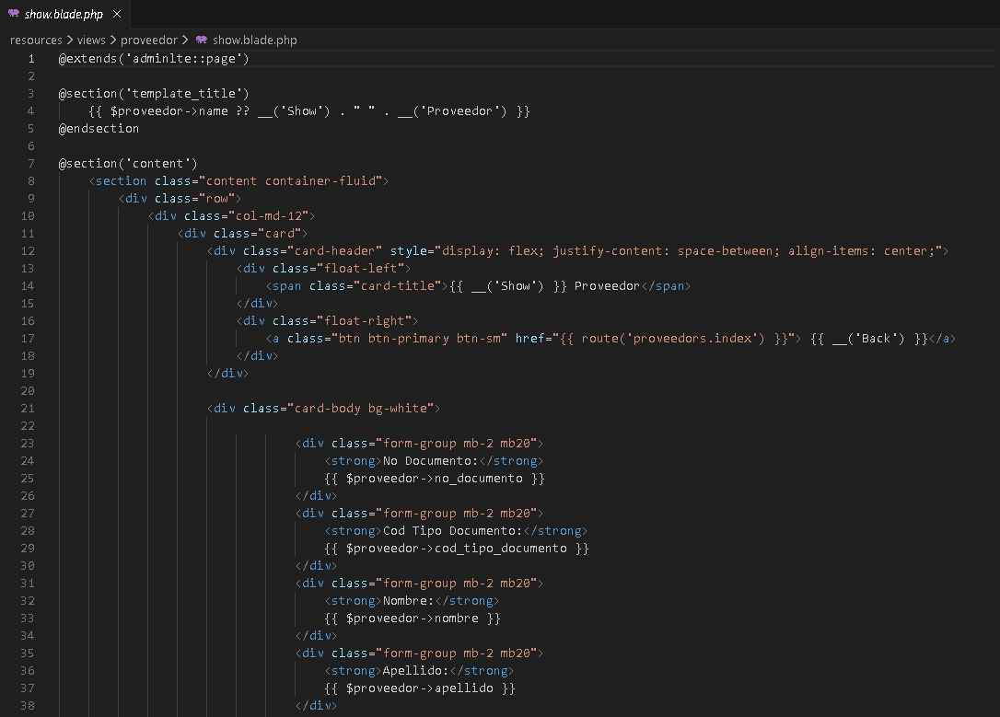 show.blade.php ×
resources > views > proveedor > show.blade.php
1 @extends('adminlte::page')
2
3 @section('template_title')
4 {{ $proveedor->name ?? __('Show') . " " . __('Proveedor') }}
5 @endsection
6
7 @section('content')
8 <section class="content container-fluid">
9 <div class="row">
10 <div class="col-md-12">
11 <div class="card">
12 <div class="card-header" style="display: flex; justify-content: space-between; align-items: center;">
13 <div class="float-left">
14 <span class="card-title">{{ __('Show') }} Proveedor</span>
15 </div>
16 <div class="float-right">
17 <a class="btn btn-primary btn-sm" href="{{ route('proveedors.index') }}"> {{ __('Back') }}</a>
18 </div>
19 </div>
20
21 <div class="card-body bg-white">
22
23 <div class="form-group mb-2 mb20">
24 <strong>No Documento:</strong>
25 {{ $proveedor->no_documento }}
26 </div>
27 <div class="form-group mb-2 mb20">
28 <strong>Cod Tipo Documento:</strong>
29 {{ $proveedor->cod_tipo_documento }}
30 </div>
31 <div class="form-group mb-2 mb20">
32 <strong>Nombre:</strong>
33 {{ $proveedor->nombre }}
34 </div>
35 <div class="form-group mb-2 mb20">
36 <strong>Apellido:</strong>
37 {{ $proveedor->apellido }}
38 </div>